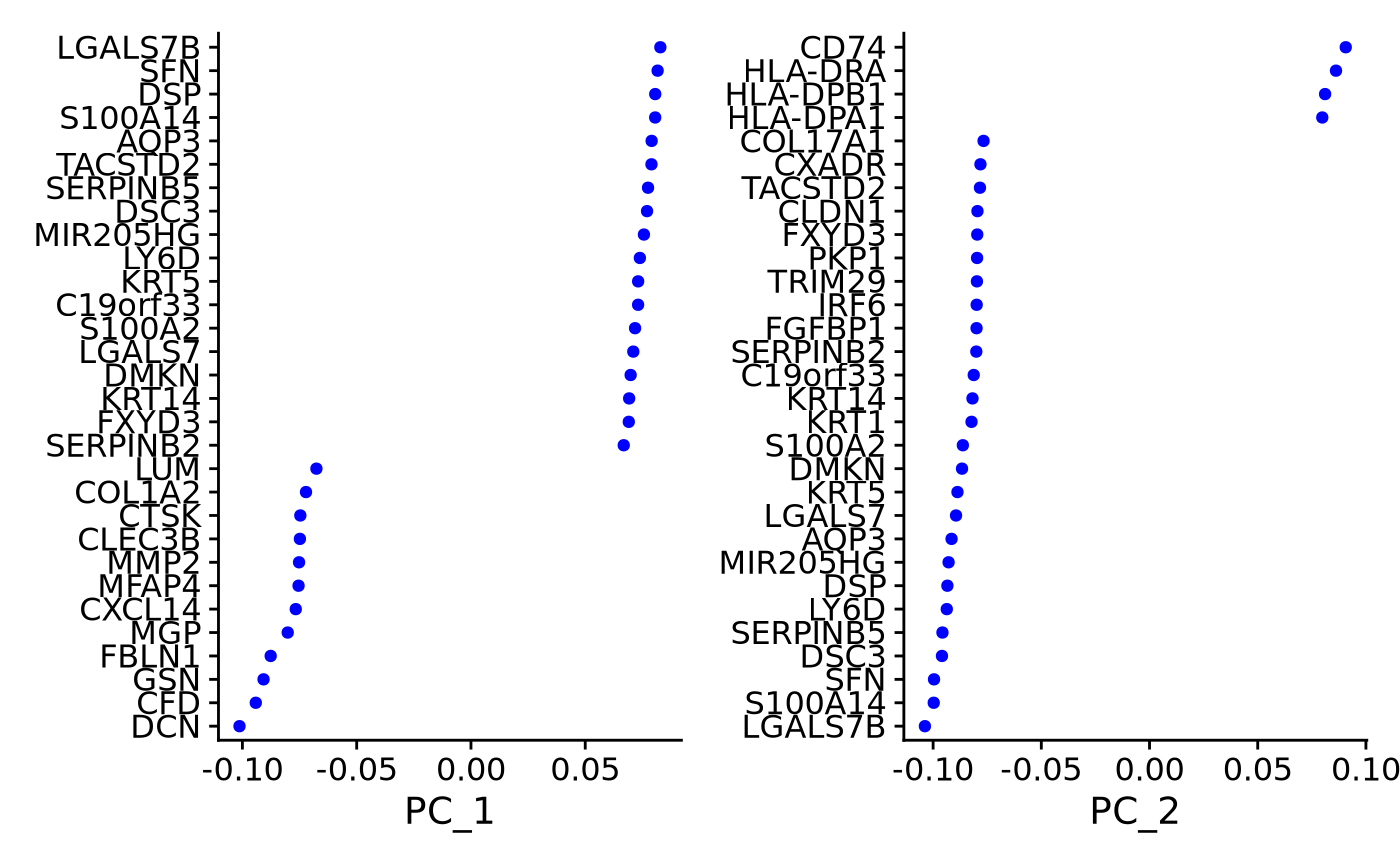 LGALS7B
SFN
DSP
S100A14
AQP3
TACSTD2
SERPINB5
DSC3
MIR205HG
LY6D
KRT5
C19orf33
S100A2
LGALS7
DMKN
KRT14
FXYD3
SERPINB2
LUM
COL1A2
CTSK
CLEC3B
MMP2
MFAP4
CXCL14
MGP
FBLN1
GSN
CFD
DCN
-0.10 -0.05 0.00 0.05
PC_1
CD74
HLA-DRA
HLA-DPB1
HLA-DPA1
COL17A1
CXADR
TACSTD2
CLDN1
FXYD3
PKP1
TRIM29
IRF6
FGFBP1
SERPINB2
C19orf33
KRT14
KRT1
S100A2
DMKN
KRT5
LGALS7
AQP3
MIR205HG
DSP
LY6D
SERPINB5
DSC3
SFN
S100A14
LGALS7B
-0.10 -0.05 0.00 0.05 0.10
PC_2